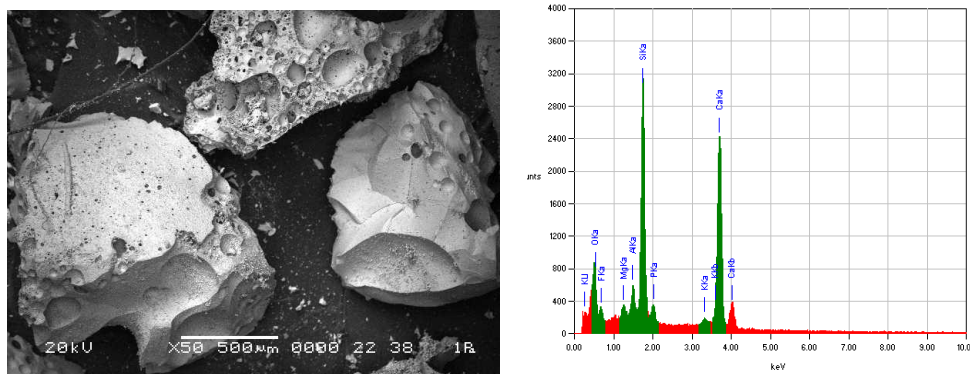 20kV X50 500μm 0000 22 38 1R
4000
3600
3200
2800
2400
2000
1600
1200
800
400
0
unts
KLl
OKa
FKa
MgKa
AlKa
SiKa
PKa
KKa
KKb
CaKa
CaKb
0.00 1.00 2.00 3.00 4.00 5.00 6.00 7.00 8.00 9.00 10.0
keV